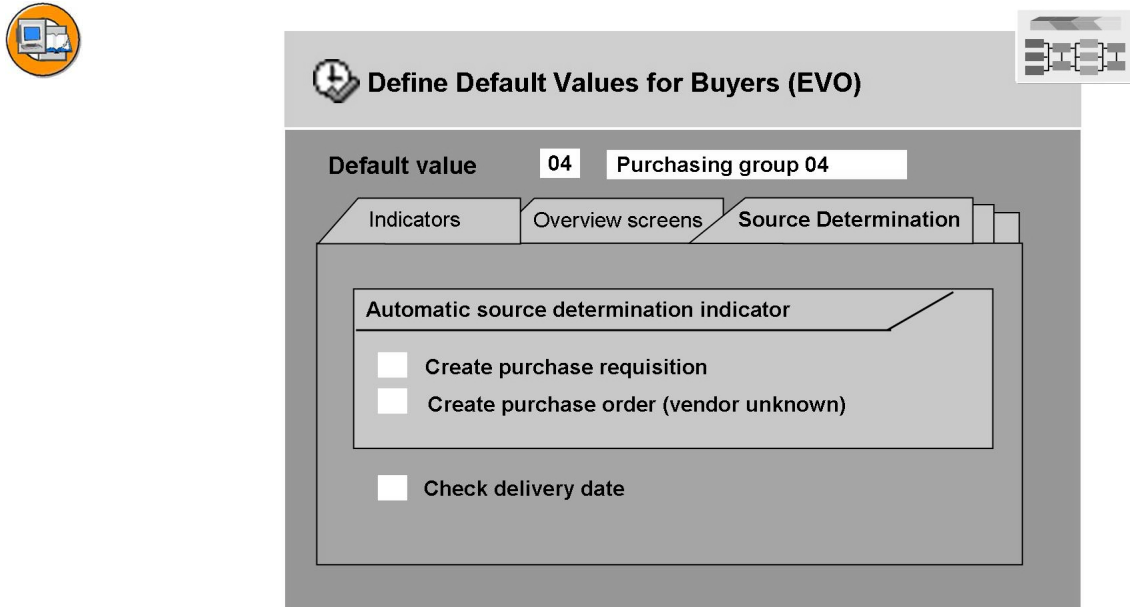 Define Default Values for Buyers (EVO)
Default value 04 Purchasing group 04
Indicators Overview screens Source Determination
Automatic source determination indicator
Create purchase requisition
Create purchase order (vendor unknown)
Check delivery date